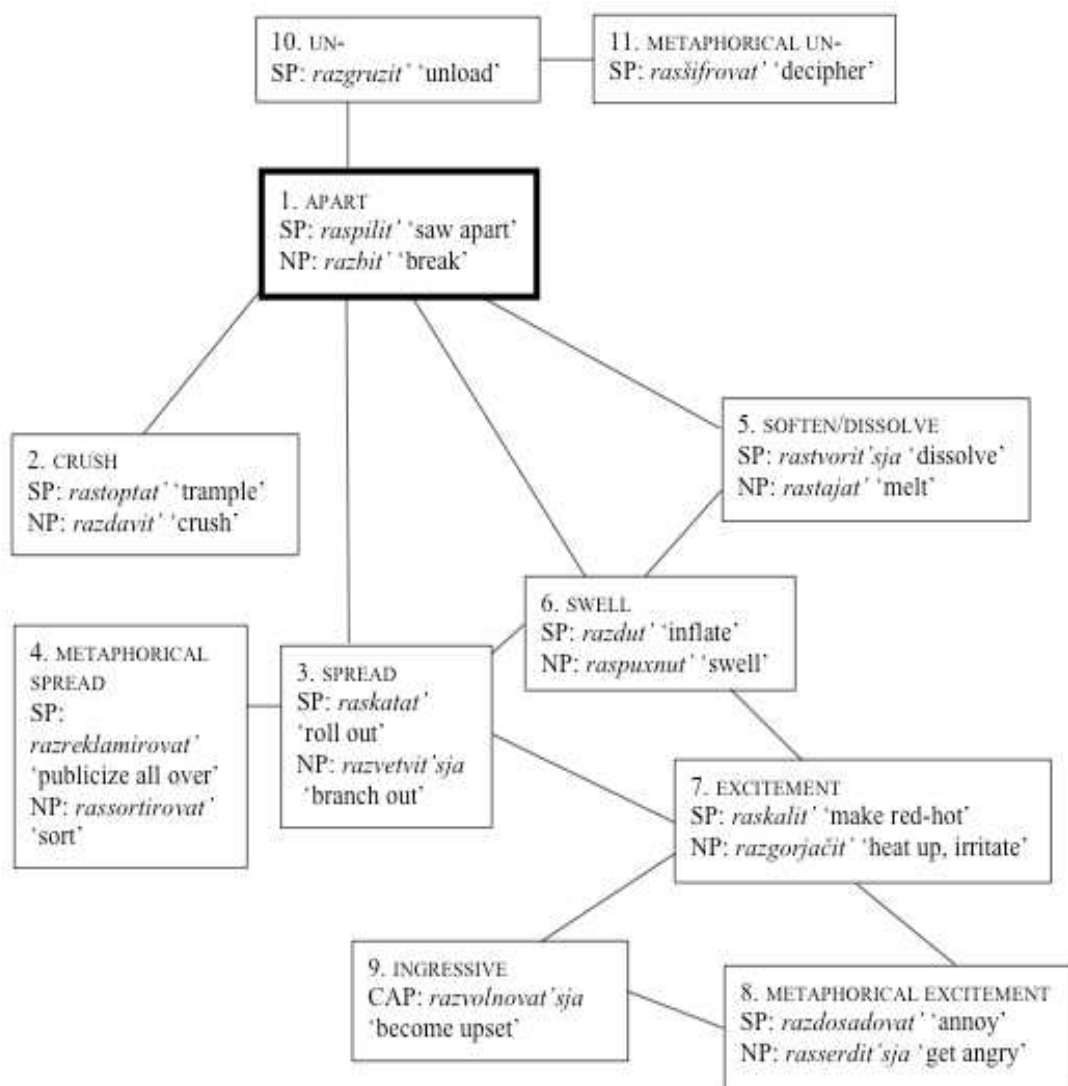 10. UN-
SP: razgruzit’ ‘unload’
11. METAPHORICAL UN-
SP: rasšifrovat’ ‘decipher’
1. APART
SP: raspilit’ ‘saw apart’
NP: razbit’ ‘break’
2. CRUSH
SP: rastoptat’ ‘trample’
NP: razdavit’ ‘crush’
5. SOFTEN/DISSOLVE
SP: rastvorit’sja ‘dissolve’
NP: rastajat’ ‘melt’
6. SWELL
SP: razdut’ ‘inflate’
NP: raspuxnut’ ‘swell’
4. METAPHORICAL
SPREAD
SP:
razreklamirovat’
‘publicize all over’
NP: rassortirovat’
‘sort’
3. SPREAD
SP: raskatat’
‘roll out’
NP: razvetvit’sja
‘branch out’
7. EXCITEMENT
SP: raskalit’ ‘make red-hot’
NP: razgorjačit’ ‘heat up, irritate’
9. INGRESSIVE
CAP: razvolnovat’sja
‘become upset’
8. METAPHORICAL EXCITEMENT
SP: razdosadovat’ ‘annoy’
NP: rasserdit’sja ‘get angry’